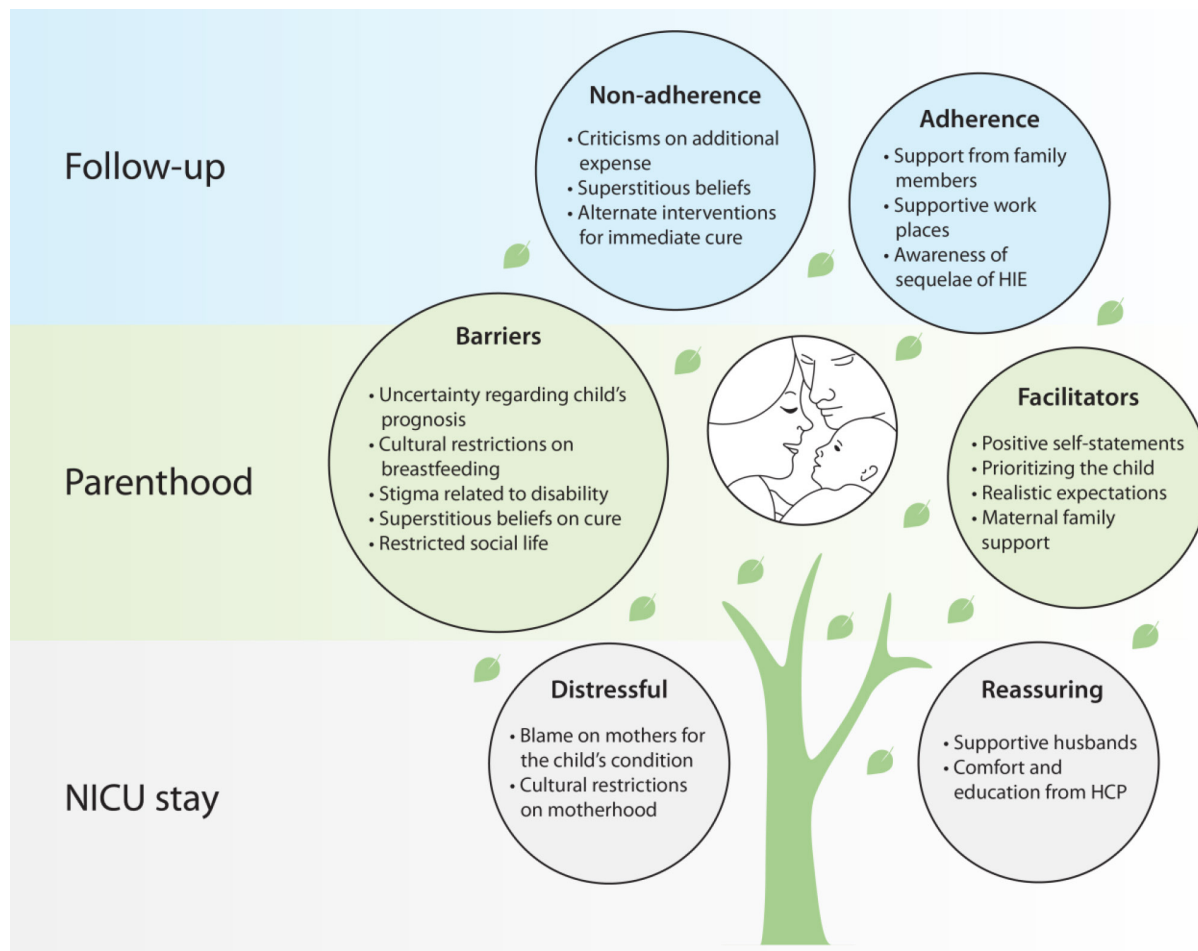 Follow-up
Non-adherence
• Criticisms on additional
expense
• Superstitious beliefs
• Alternate interventions
for immediate cure
Adherence
• Support from family
members
• Supportive work
places
• Awareness of
sequelae of HIE
Parenthood
Barriers
• Uncertainty regarding child's
prognosis
• Cultural restrictions on
breastfeeding
• Stigma related to disability
• Superstitious beliefs on cure
• Restricted social life
Facilitators
• Positive self-statements
• Prioritizing the child
• Realistic expectations
• Maternal family
support
NICU stay
Distressful
• Blame on mothers for
the child's condition
• Cultural restrictions
on motherhood
Reassuring
• Supportive husbands
• Comfort and
education from HCP